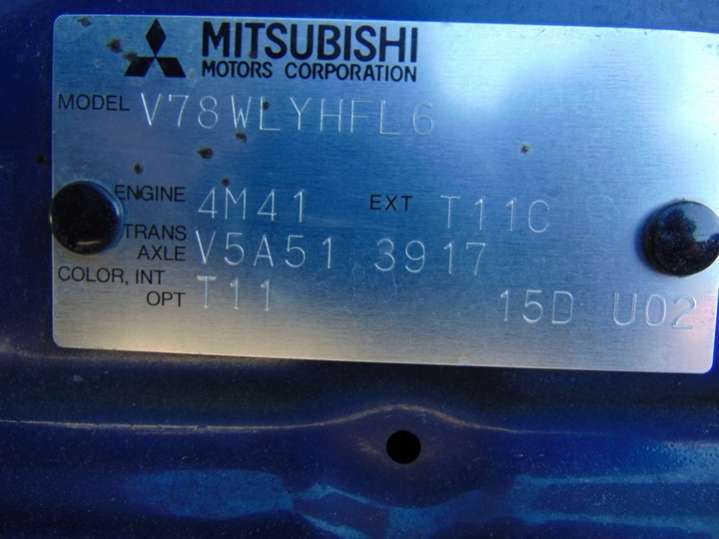 MITSUBISHI
MOTORS CORPORATION
MODEL V78WLYHFL6
ENGINE 4M41 EXT T11C
TRANS
AXLE V5A51 3917
COLOR, INT
OPT T11 15D U02